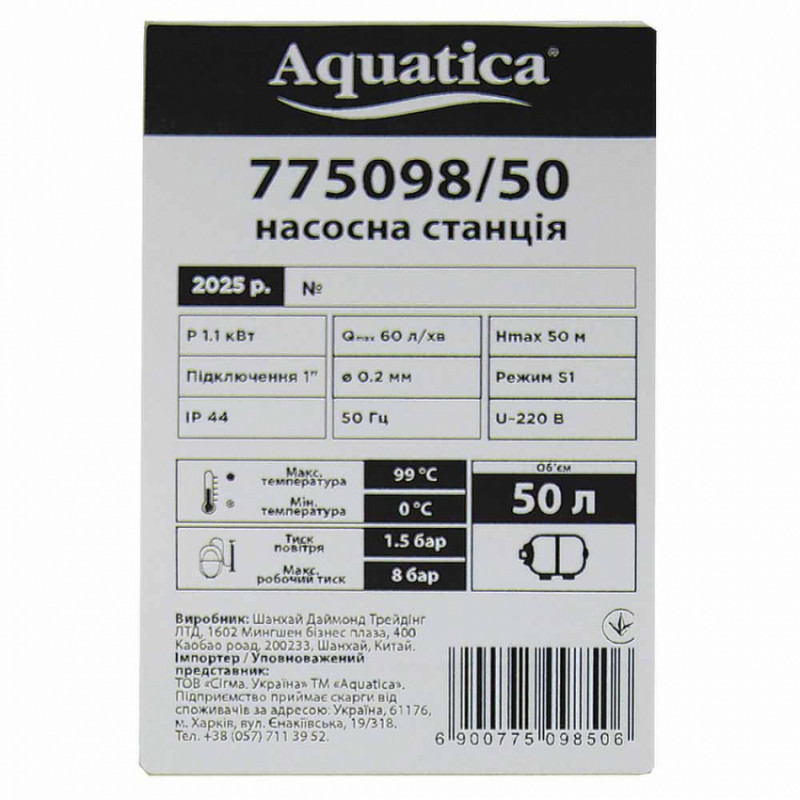 Aquatica®
775098/50
насосна станція
2025 р. №
P 1.1 кВт Qmax 60 л/хв Hmax 50 м
Підключення 1" ø 0.2 мм Режим S1
IP 44 50 Гц U~220 В
Макс. температура 99 °C
Мін. температура 0 °C
Об'єм
50 л
Тиск повітря 1.5 бар
Макс. робочий тиск 8 бар
Виробник: Шанхай Даймонд Трейдінг
ЛТД, 1602 Мингшен бізнес плаза, 400
Каобао роад, 200233, Шанхай, Китай.
Імпортер / Уповноважений
представник:
ТОВ «Сігма. Україна» ТМ «Aquatica».
Підприємство приймає скарги від
споживачів за адресою: Україна, 61176,
м. Харків, вул. Єнакіївська, 19/318.
Тел. +38 (057) 711 39 52.
6 900775 098506